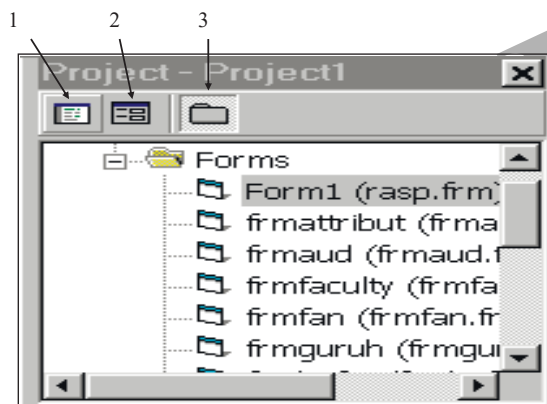 1 2 3
Project - Project1
Forms
Form1 (rasp.frm)
frmattribut (frma
frmaud (frmaud.f
frmfaculty (frmfa
frmfan (frmfan.fr
frmguruh (frmgu